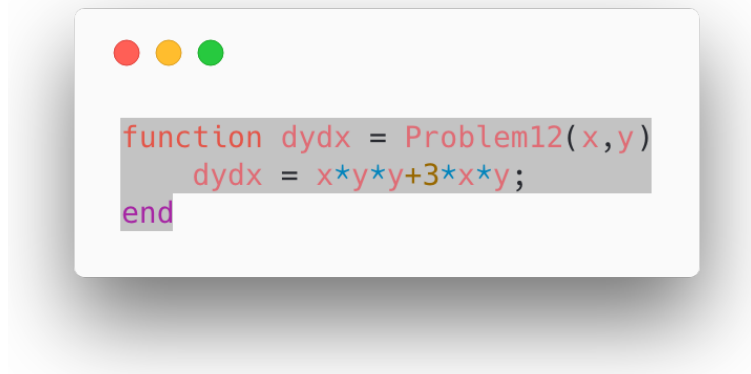 function dydx = Problem12(x,y)
    dydx = x*y*y+3*x*y;
end